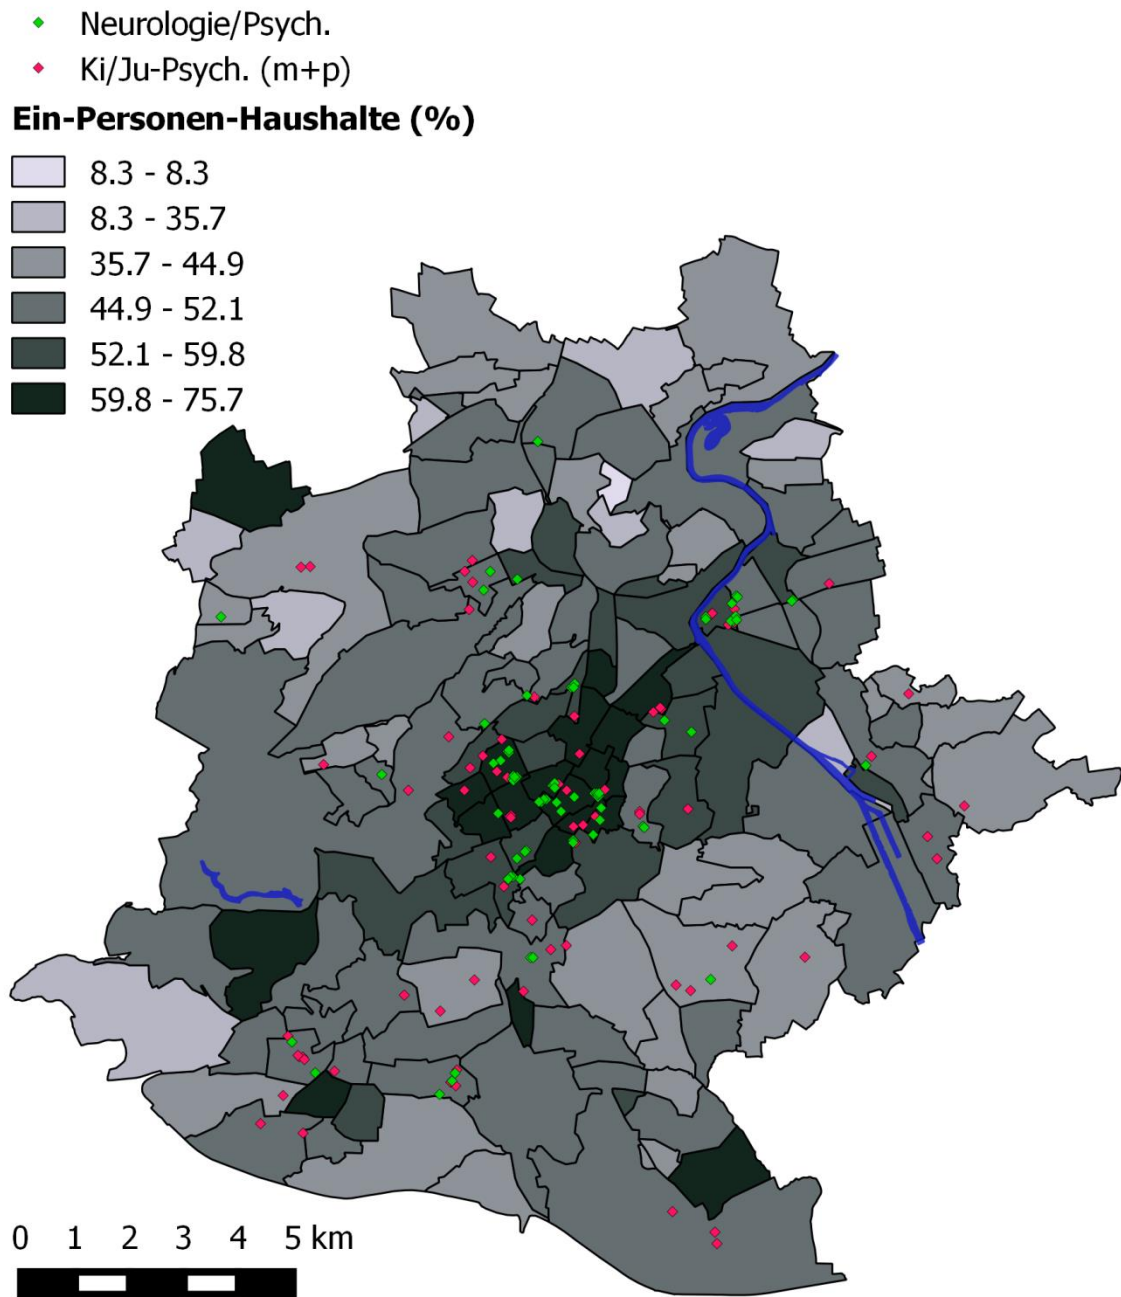 Neurologie/Psych.
Ki/Ju-Psych. (m+p)
Ein-Personen-Haushalte (%)
8.3 - 8.3
8.3 - 35.7
35.7 - 44.9
44.9 - 52.1
52.1 - 59.8
59.8 - 75.7
0 1 2 3 4 5 km